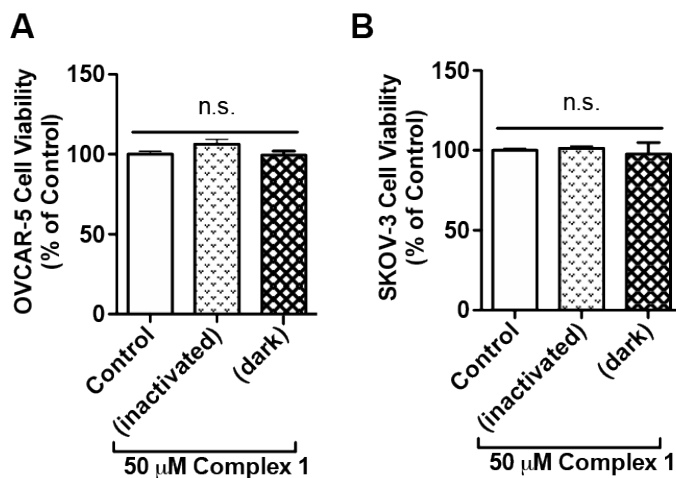 A
OVCAR-5 Cell Viability
(% of Control)
150
100
50
0
n.s.
Control
(inactivated)
(dark)
50 μM Complex 1
B
SKOV-3 Cell Viability
(% of Control)
150
100
50
0
n.s.
Control
(inactivated)
(dark)
50 μM Complex 1